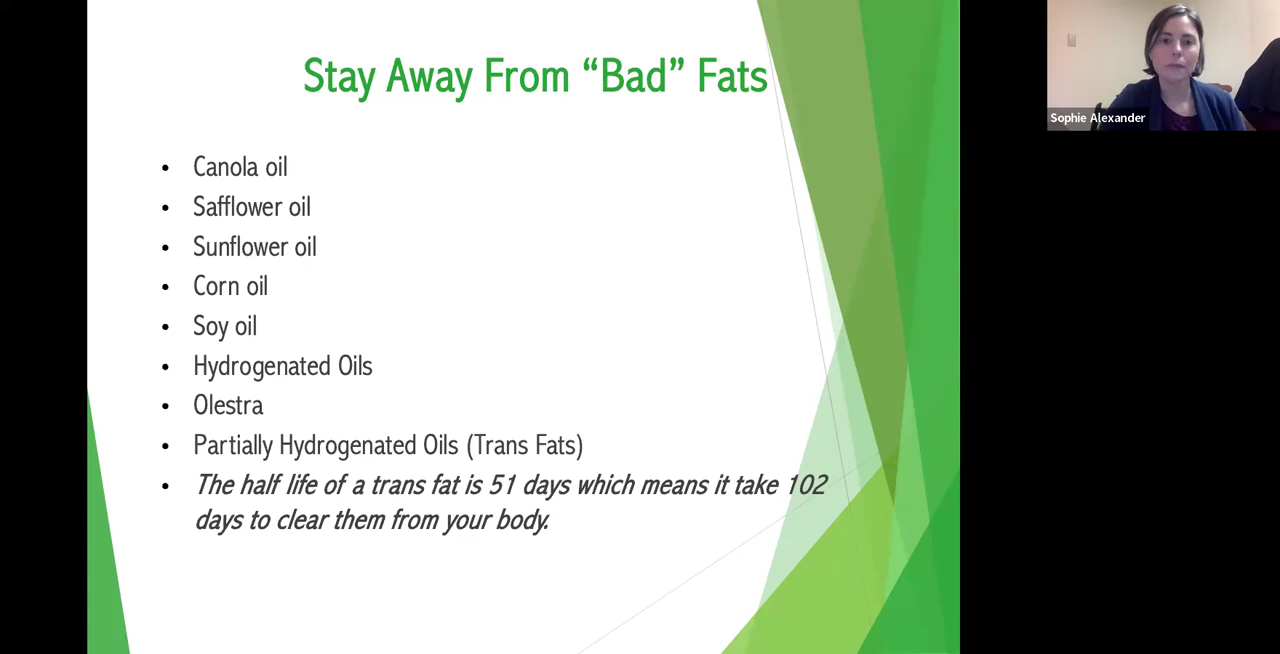 Stay Away From “Bad” Fats
• Canola oil
• Safflower oil
• Sunflower oil
• Corn oil
• Soy oil
• Hydrogenated Oils
• Olestra
• Partially Hydrogenated Oils (Trans Fats)
• The half life of a trans fat is 51 days which means it take 102
days to clear them from your body.
Sophie Alexander